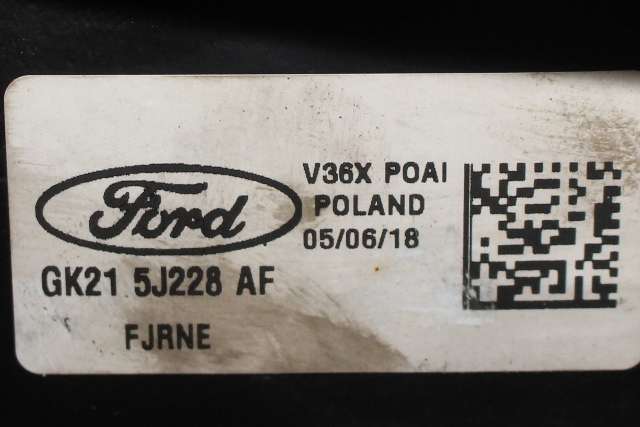 Ford
V36X POAI
POLAND
05/06/18
GK21 5J228 AF
FJRNE